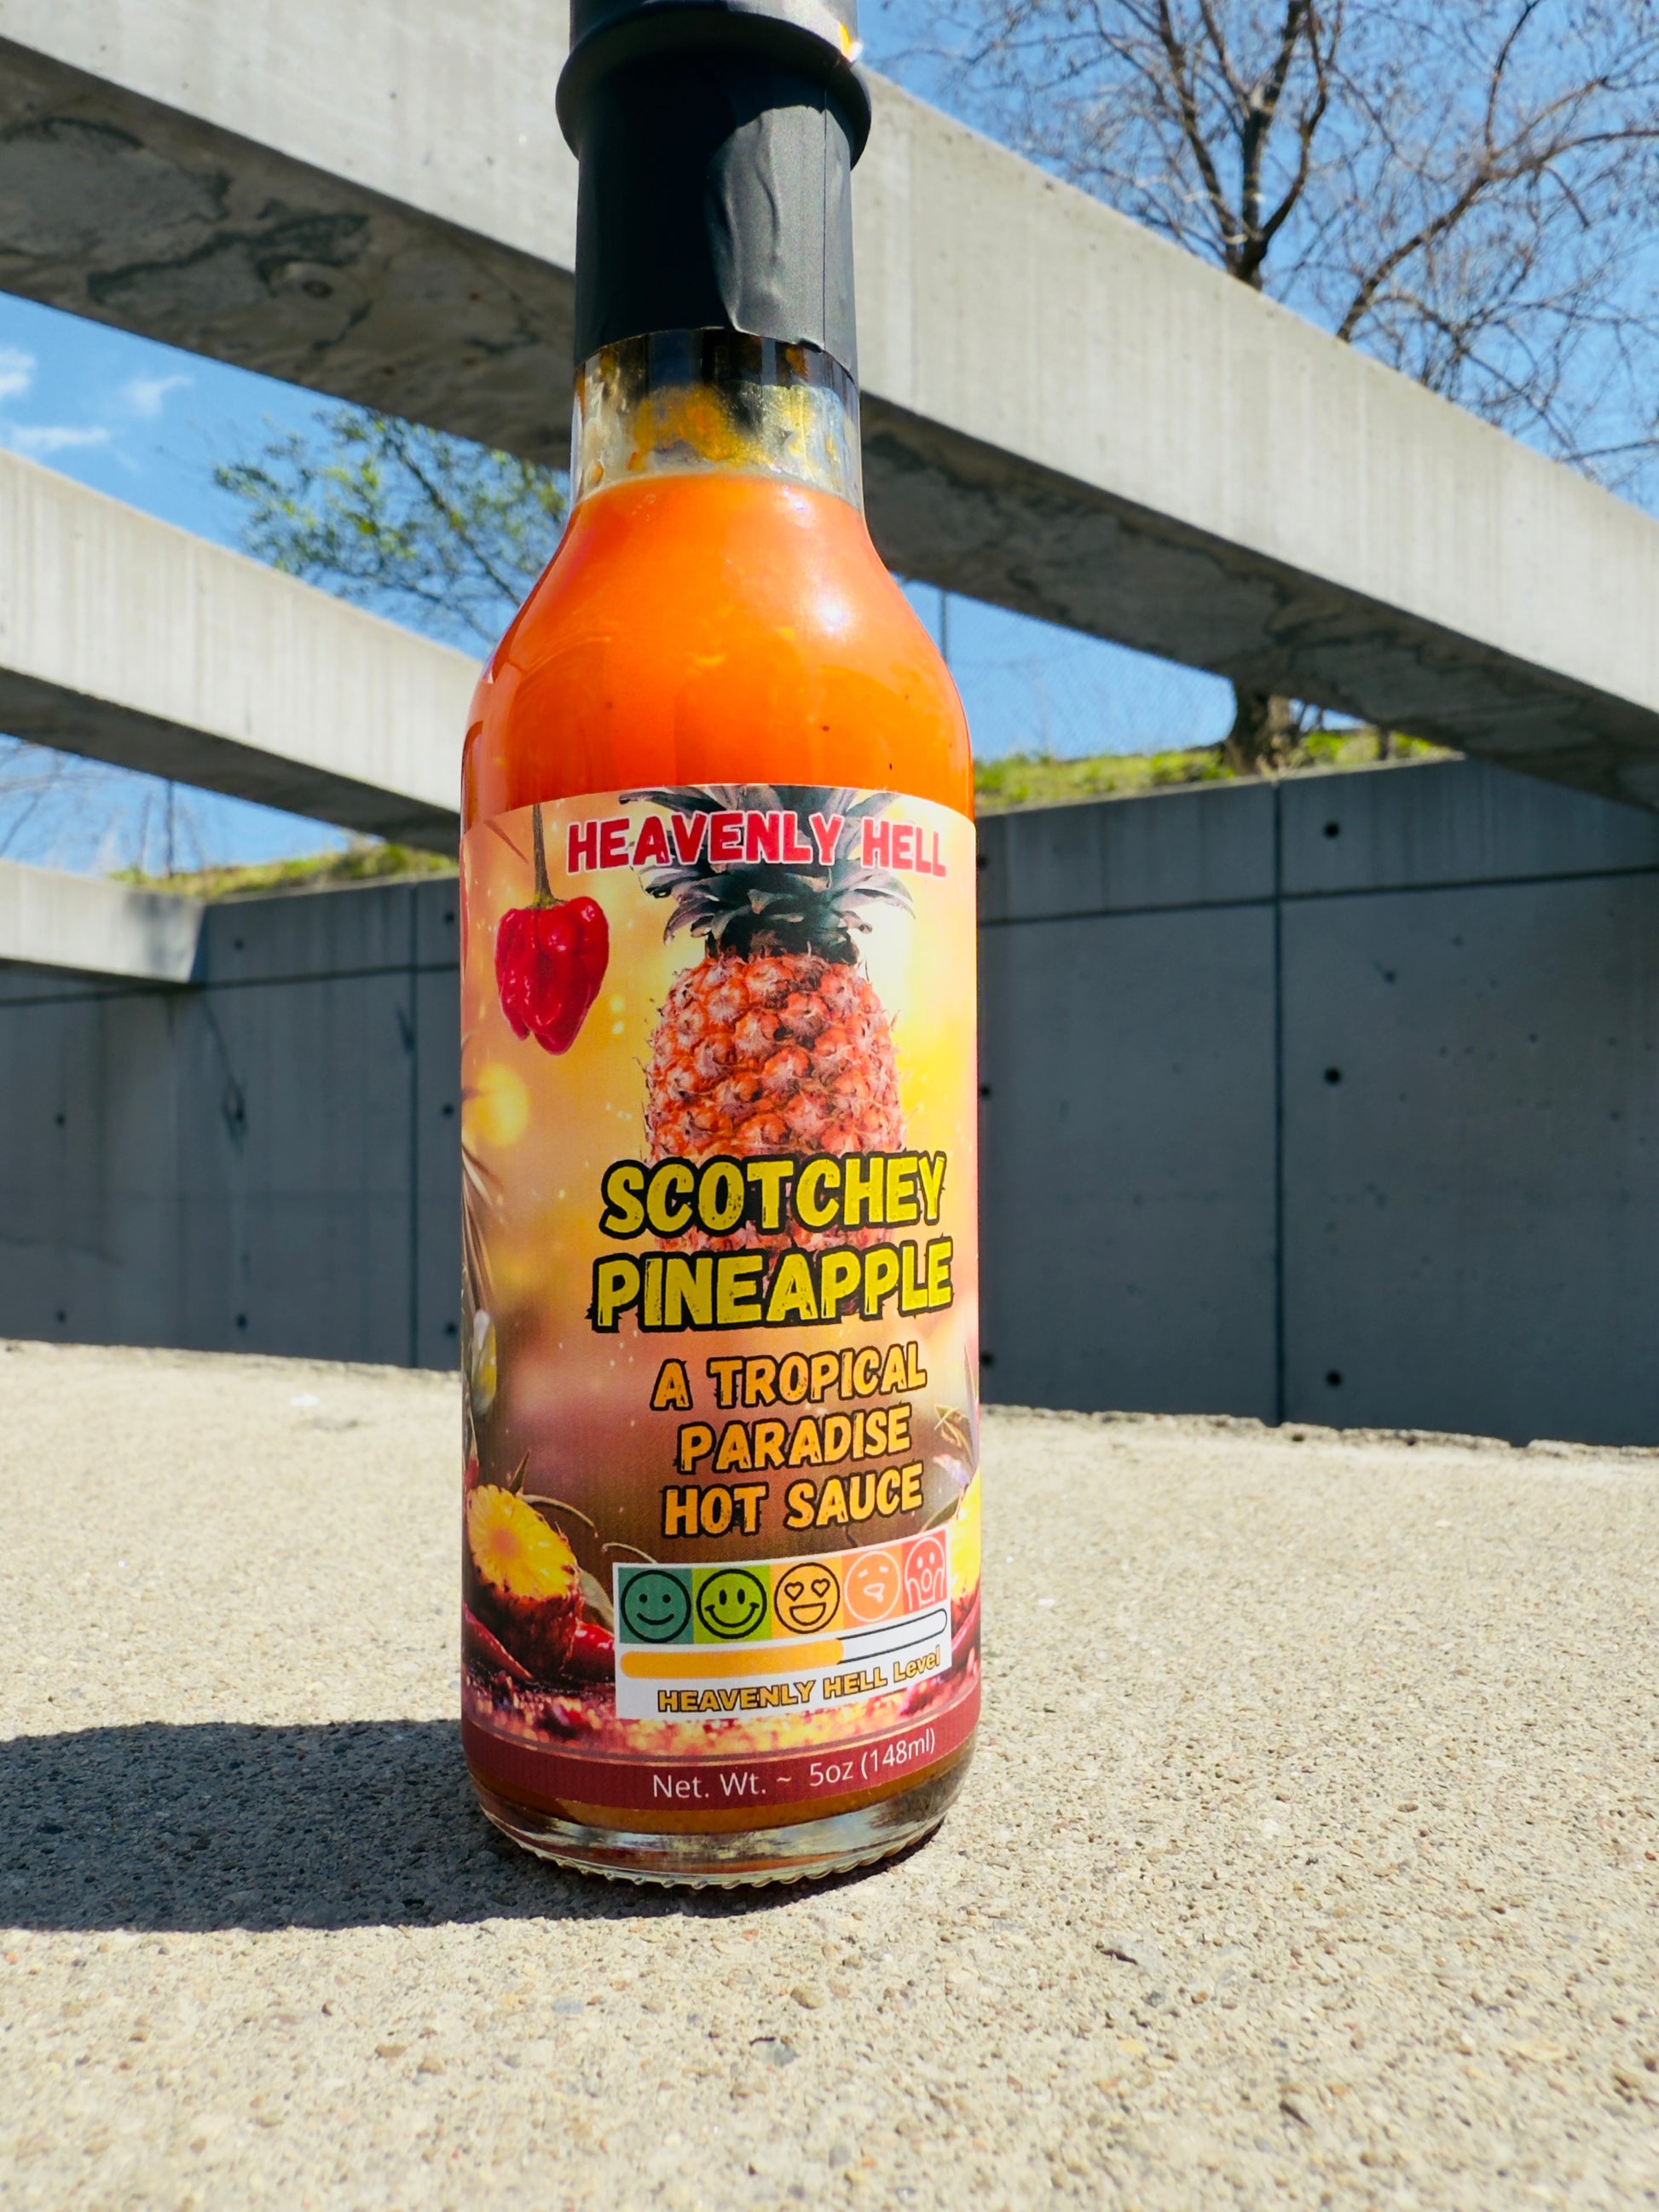 HEAVENLY HELL
SCOTCHEY
PINEAPPLE
A TROPICAL
PARADISE
HOT SAUCE
HEAVENLY HELL Level
Net. Wt. ~ 5oz (148ml)